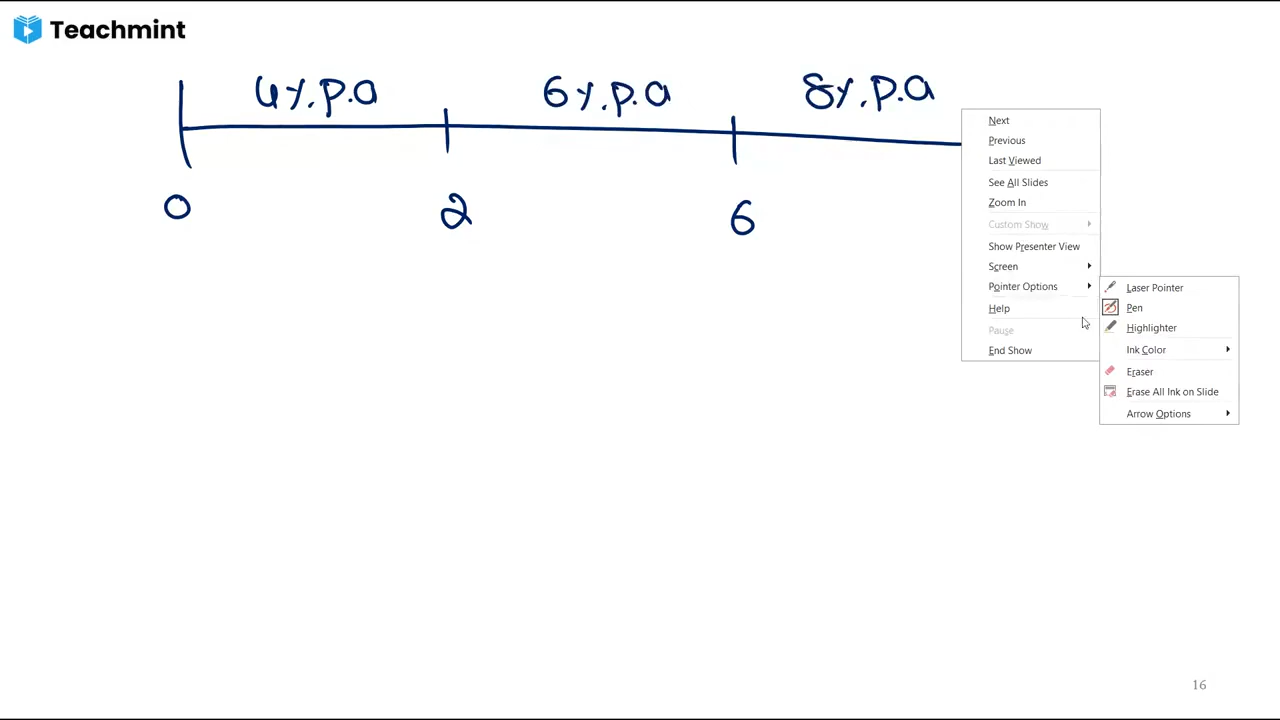 Teachmint
4%.p.a 6%.p.a 8%.p.a
0 2 6
Next
Previous
Last Viewed
See All Slides
Zoom In
Custom Show
Show Presenter View
Screen
Pointer Options
Help
Pause
End Show
Laser Pointer
Pen
Highlighter
Ink Color
Eraser
Erase All Ink on Slide
Arrow Options
16